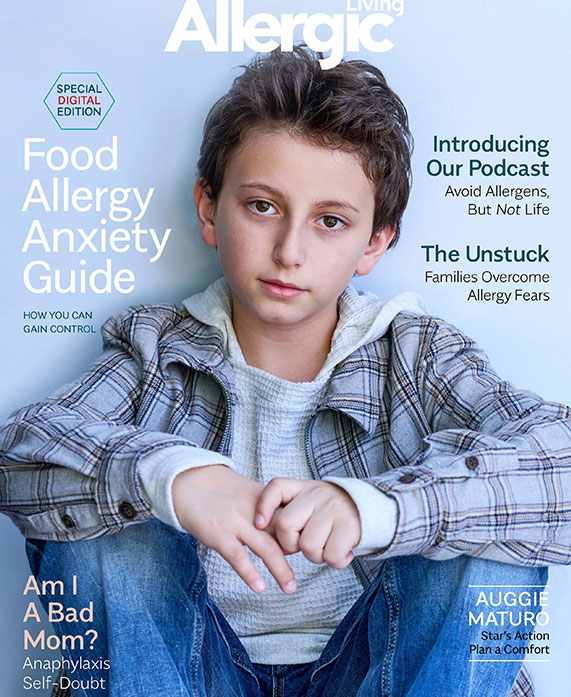 Living
Allergic
SPECIAL
DIGITAL
EDITION
Food
Allergy
Anxiety
Guide
HOW YOU CAN
GAIN CONTROL
Introducing
Our Podcast
Avoid Allergens,
But Not Life
The Unstuck
Families Overcome
Allergy Fears
Am I
A Bad
Mom?
Anaphylaxis
Self-Doubt
AUGGIE
MATURO
Star's Action
Plan a Comfort